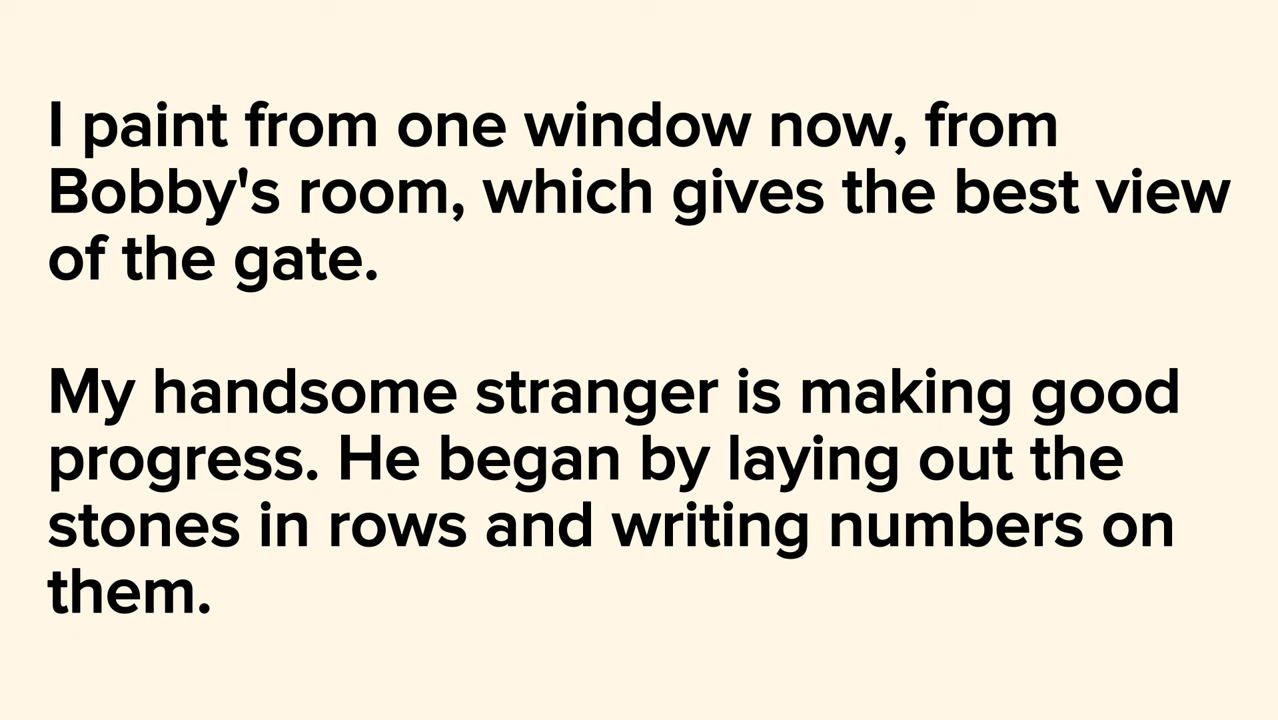 I paint from one window now, from
Bobby's room, which gives the best view
of the gate.
My handsome stranger is making good
progress. He began by laying out the
stones in rows and writing numbers on
them.